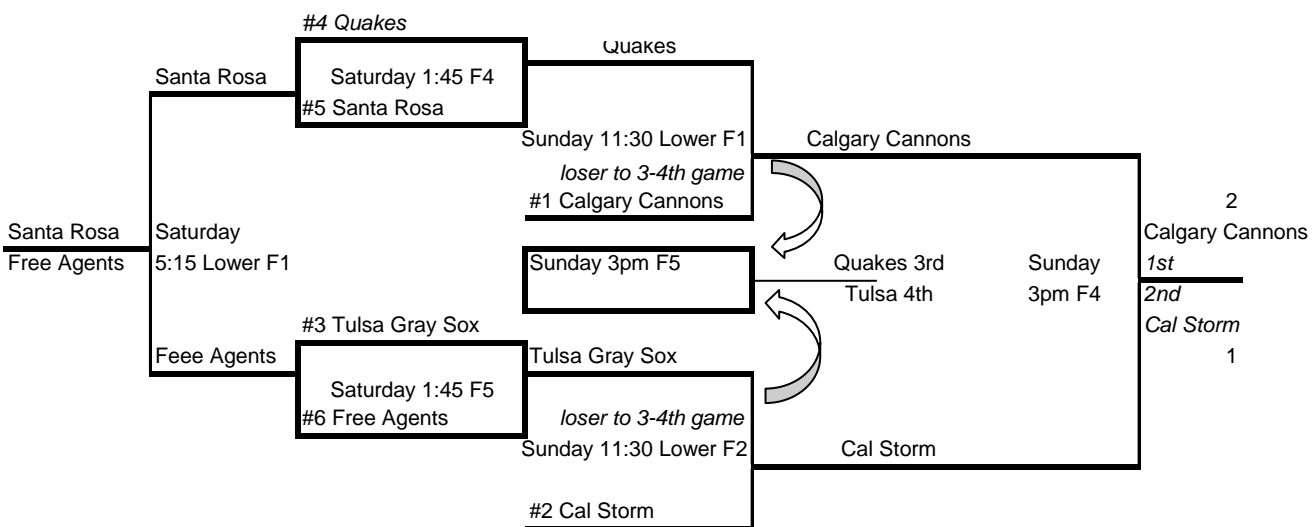 #4 Quakes
Quakes
Santa Rosa
Saturday 1:45 F4
#5 Santa Rosa
Sunday 11:30 Lower F1
Calgary Cannons
loser to 3-4th game
#1 Calgary Cannons
2
Santa Rosa
Saturday
Calgary Cannons
Free Agents
5:15 Lower F1
Sunday 3pm F5
Quakes 3rd
Sunday
1st
Tulsa 4th
3pm F4
2nd
#3 Tulsa Gray Sox
Cal Storm
Feee Agents
Tulsa Gray Sox
1
Saturday 1:45 F5
#6 Free Agents
loser to 3-4th game
Sunday 11:30 Lower F2
Cal Storm
#2 Cal Storm